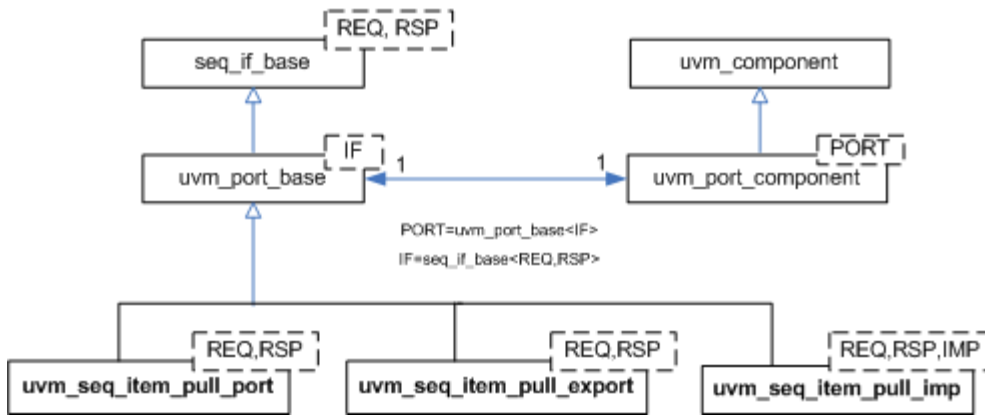 REQ, RSP
seq_if_base
uvm_component
IF
PORT
uvm_port_base
1
1
uvm_port_component
PORT=uvm_port_base<IF>
IF=seq_if_base<REQ,RSP>
REQ,RSP
REQ,RSP
REQ,RSP,IMP
uvm_seq_item_pull_port
uvm_seq_item_pull_export
uvm_seq_item_pull_imp